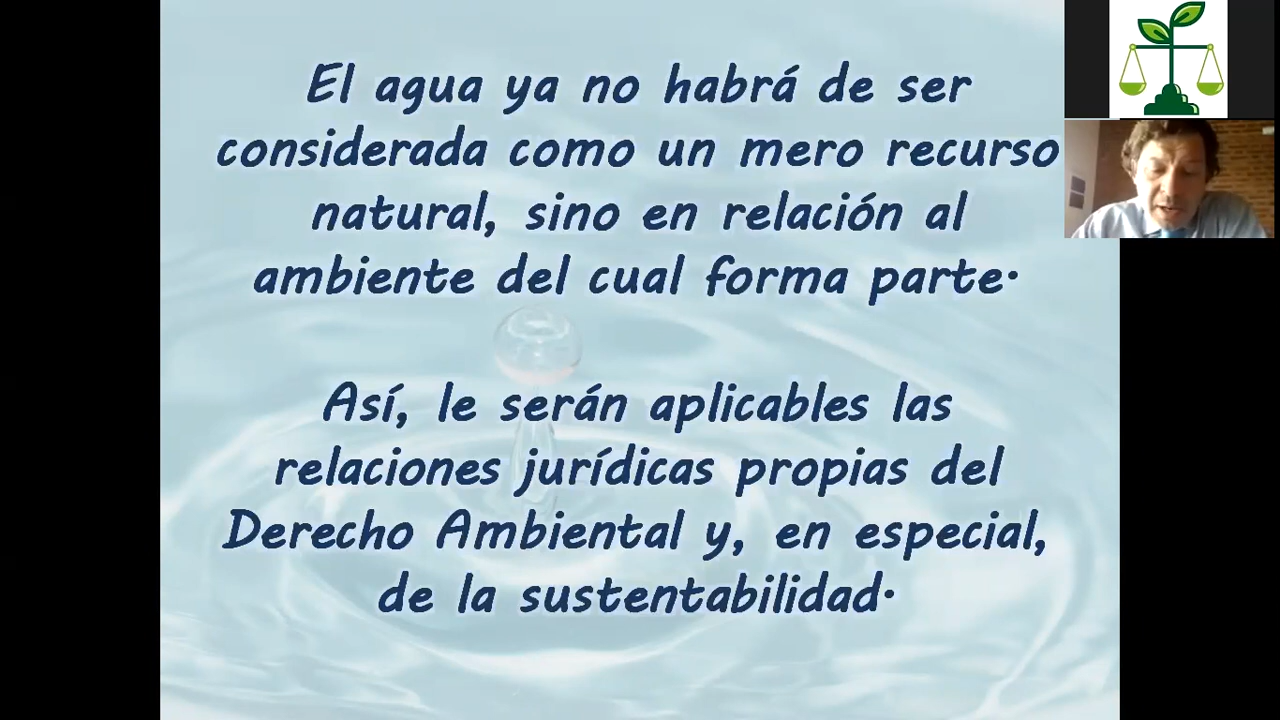 El agua ya no habrá de ser
considerada como un mero recurso
natural, sino en relación al
ambiente del cual forma parte.
Así, le serán aplicables las
relaciones jurídicas propias del
Derecho Ambiental y, en especial,
de la sustentabilidad.